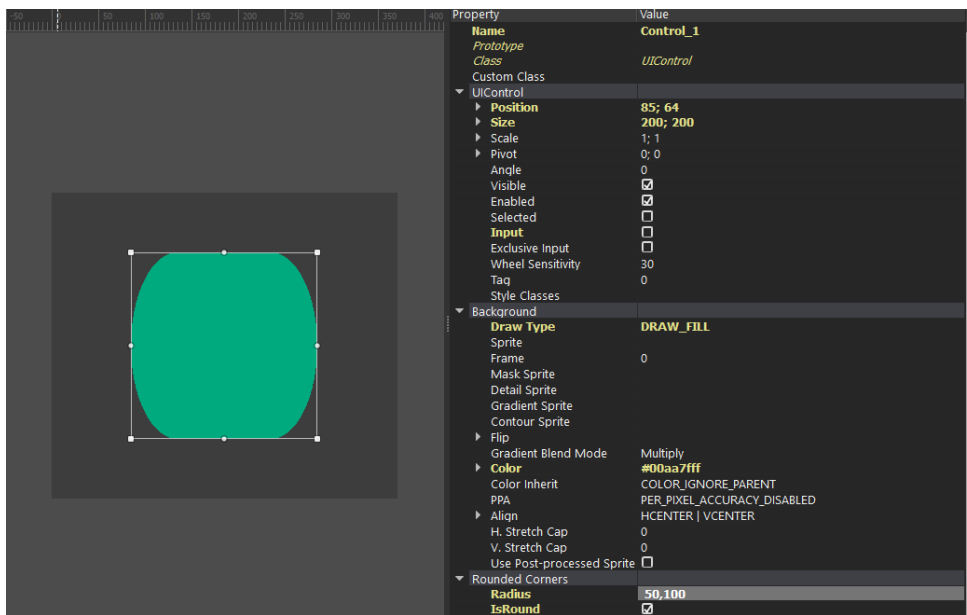 -50 0 50 100 150 200 250 300 350 400
Property Value
Name Control_1
Prototype
Class UIControl
Custom Class
UIControl
Position 85; 64
Size 200; 200
Scale 1; 1
Pivot 0; 0
Angle 0
Visible
Enabled
Selected
Input
Exclusive Input
Wheel Sensitivity 30
Tag 0
Style Classes
Background
Draw Type DRAW_FILL
Sprite
Frame 0
Mask Sprite
Detail Sprite
Gradient Sprite
Contour Sprite
Flip
Gradient Blend Mode Multiply
Color #00aa7fff
Color Inherit COLOR_IGNORE_PARENT
PPA PER_PIXEL_ACCURACY_DISABLED
Align HCENTER | VCENTER
H. Stretch Cap 0
V. Stretch Cap 0
Use Post-processed Sprite
Rounded Corners
Radius 50,100
IsRound